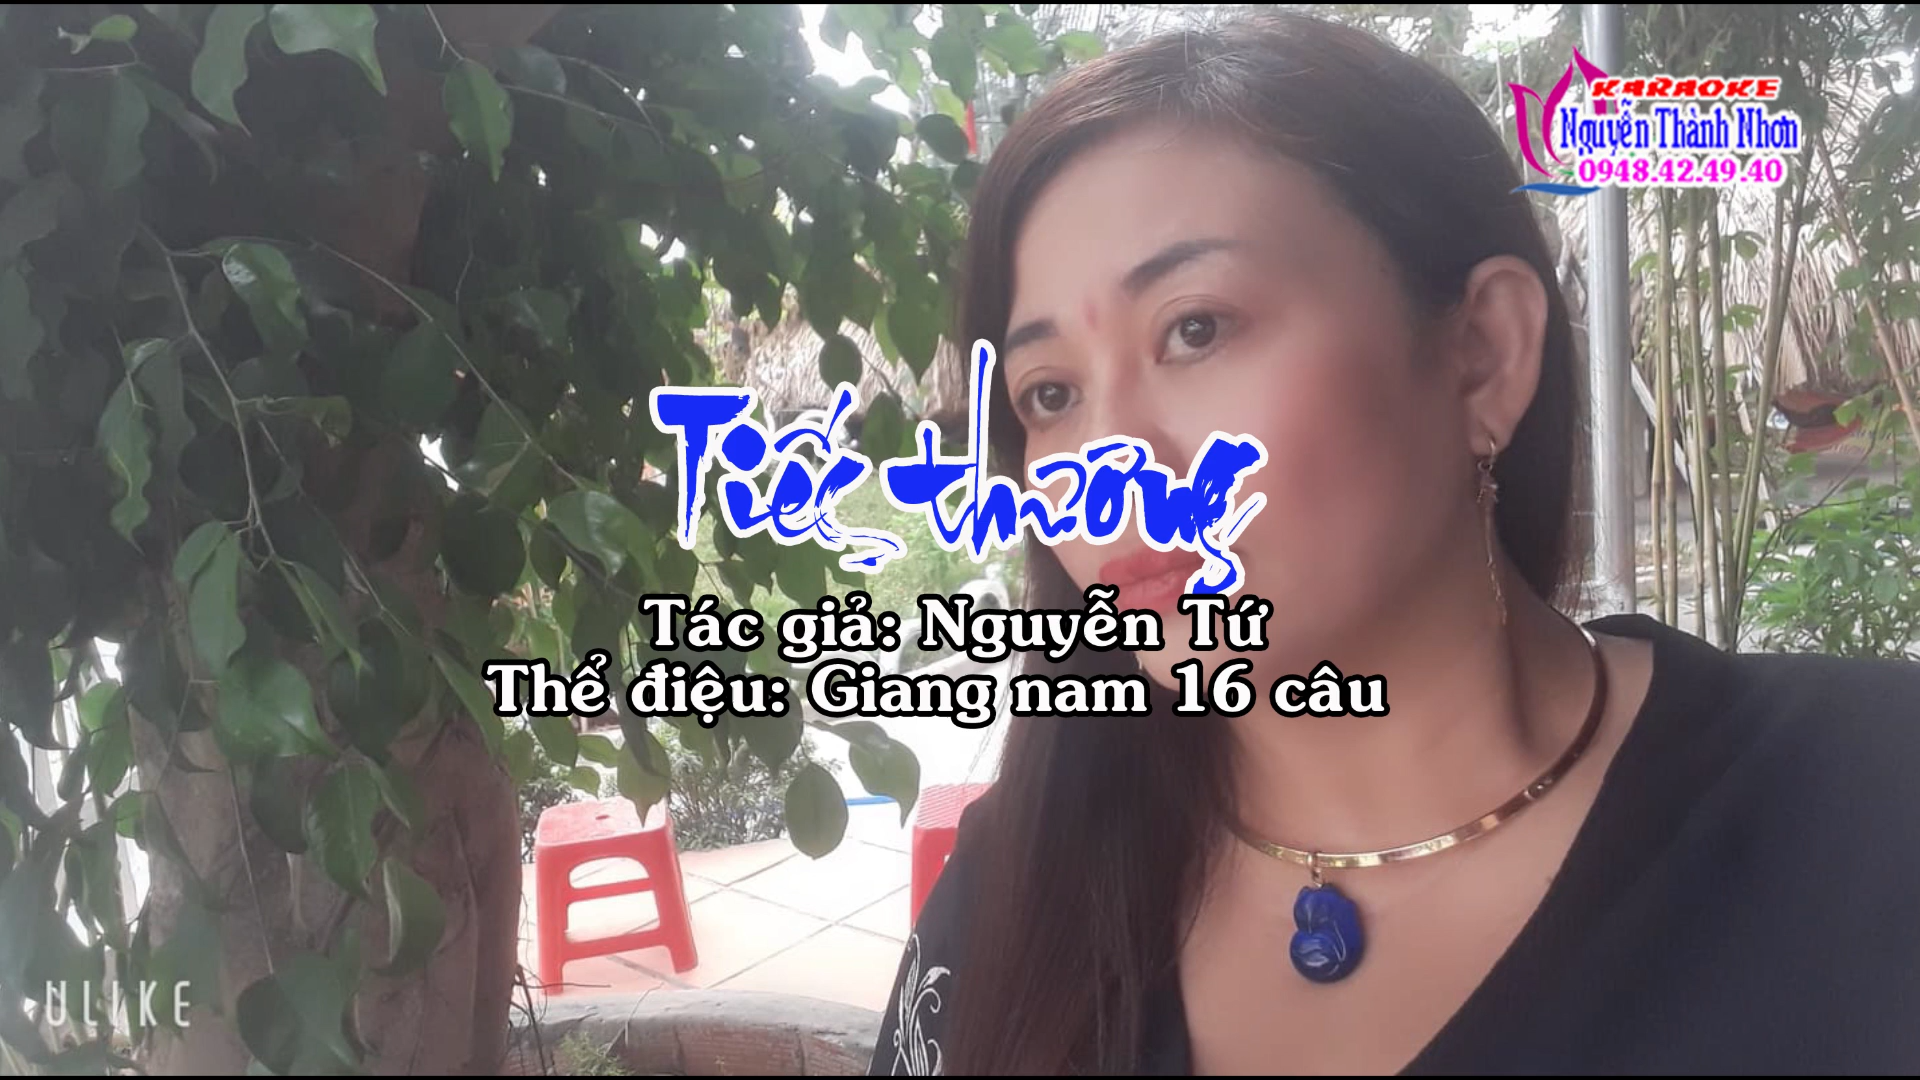 KARAOKE
Nguyễn Thành Nhơn
0948.42.49.40
Tiếc thương
Tác giả: Nguyễn Tứ
Thể điệu: Giang nam 16 câu
ULIKE